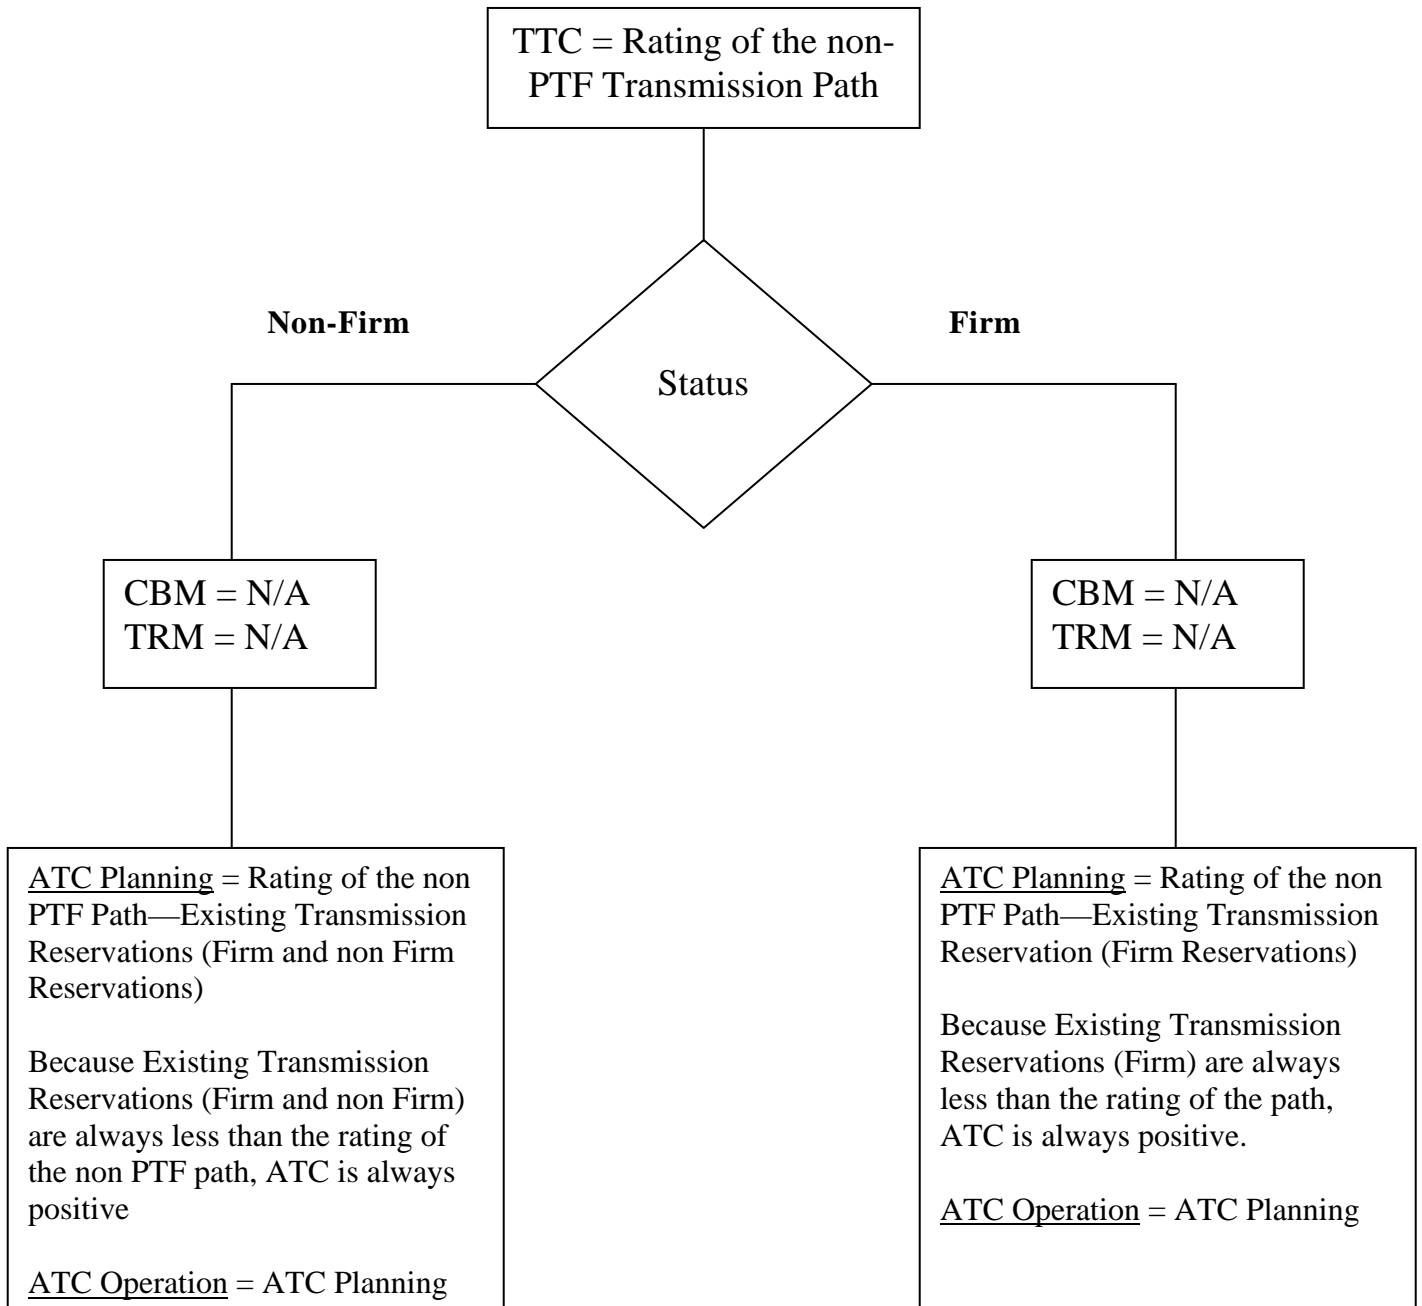 TTC = Rating of the non-
PTF Transmission Path
Non-Firm
Firm
Status
CBM = N/A
TRM = N/A
CBM = N/A
TRM = N/A
ATC Planning = Rating of the non
PTF Path—Existing Transmission
Reservations (Firm and non Firm
Reservations)
Because Existing Transmission
Reservations (Firm and non Firm)
are always less than the rating of
the non PTF path, ATC is always
positive
ATC Operation = ATC Planning
ATC Planning = Rating of the non
PTF Path—Existing Transmission
Reservation (Firm Reservations)
Because Existing Transmission
Reservations (Firm) are always
less than the rating of the path,
ATC is always positive.
ATC Operation = ATC Planning